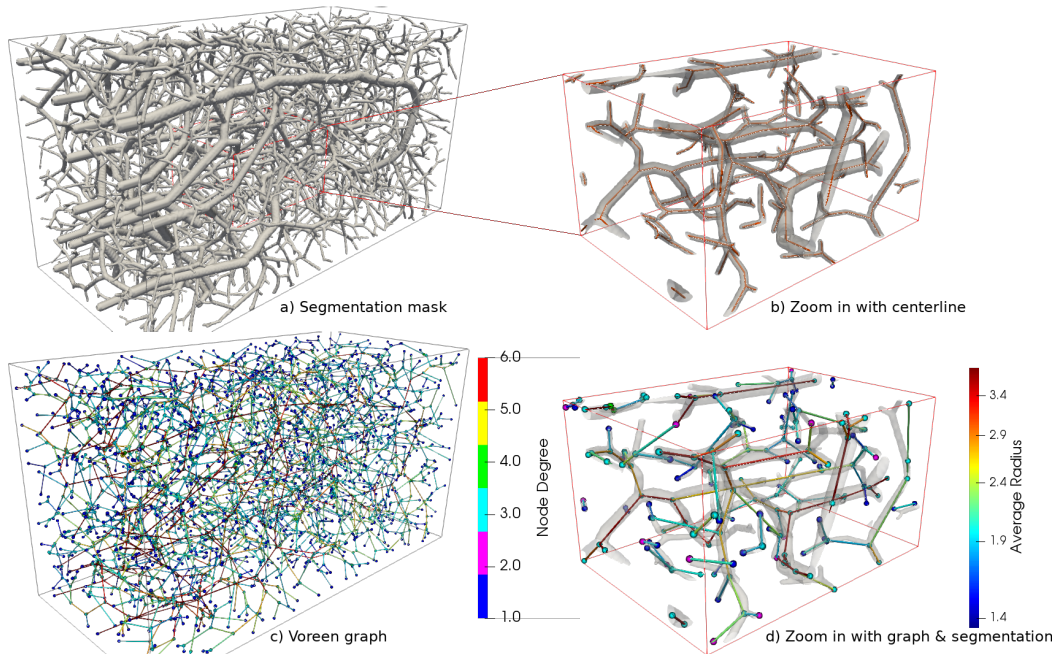 a) Segmentation mask
b) Zoom in with centerline
6.0
5.0
4.0
3.0
2.0
1.0
Node Degree
3.4
2.9
2.4
1.9
1.4
Average Radius
c) Voreen graph
d) Zoom in with graph & segmentation